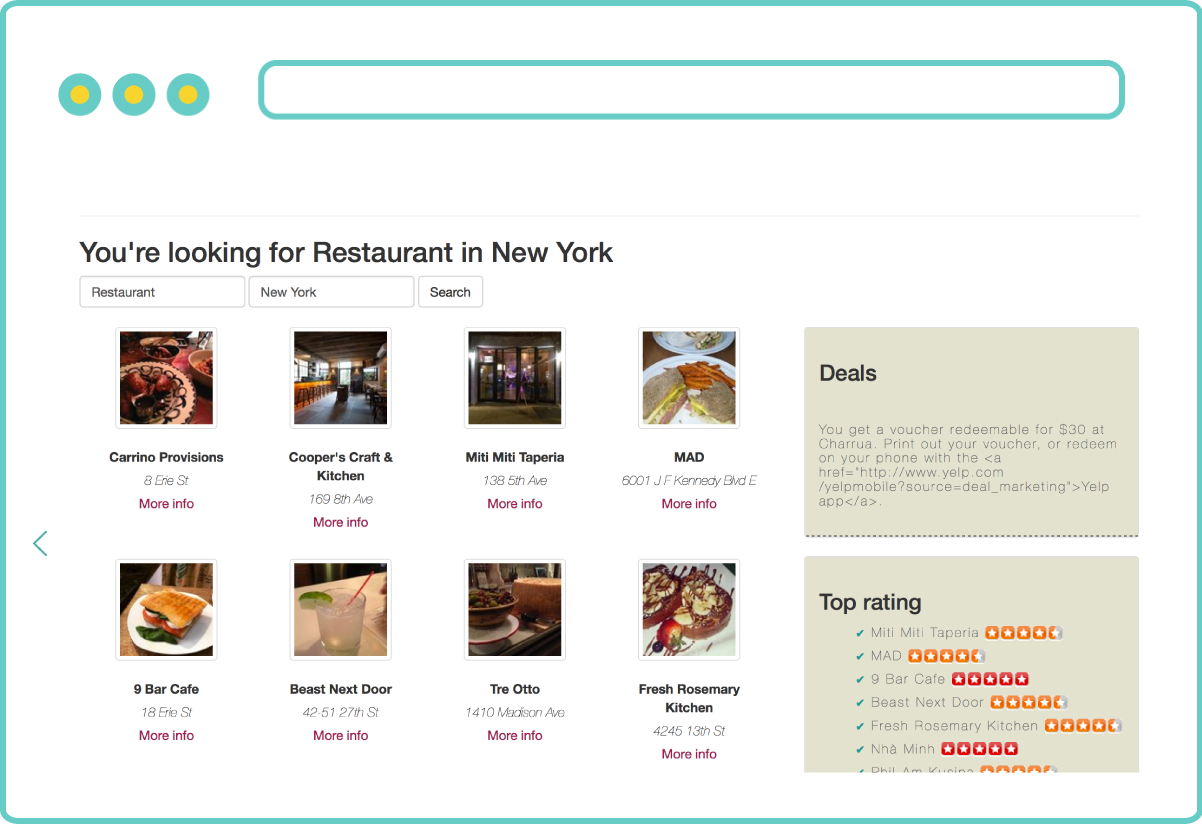 You're looking for Restaurant in New York
Restaurant
New York
Search
Carrino Provisions
8 Erie St
More info
Cooper's Craft &
Kitchen
169 8th Ave
More info
Miti Miti Taperia
138 5th Ave
More info
MAD
6001 J F Kennedy Blvd E
More info
9 Bar Cafe
18 Erie St
More info
Beast Next Door
42-51 27th St
More info
Tre Otto
1410 Madison Ave
More info
Fresh Rosemary
Kitchen
4245 13th St
More info
Deals
You get a voucher redeemable for $30 at
Charrua. Print out your voucher, or redeem
on your phone with the <a
href="http://www.yelp.com
/yelpmobile?source=deal_marketing">Yelp
app</a>.
Top rating
✔ Miti Miti Taperia
✔ MAD
✔ 9 Bar Cafe
✔ Beast Next Door
✔ Fresh Rosemary Kitchen
✔ Nhà Minh
✔ Phil Am Kusina